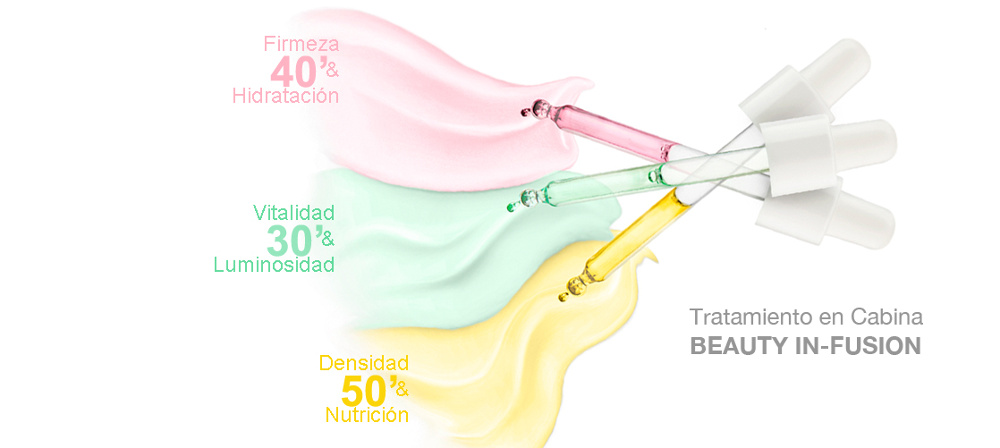 Firmeza
40’&
Hidratación
Vitalidad
30’&
Luminosidad
Tratamiento en Cabina
BEAUTY IN-FUSION
Densidad
50’&
Nutrición